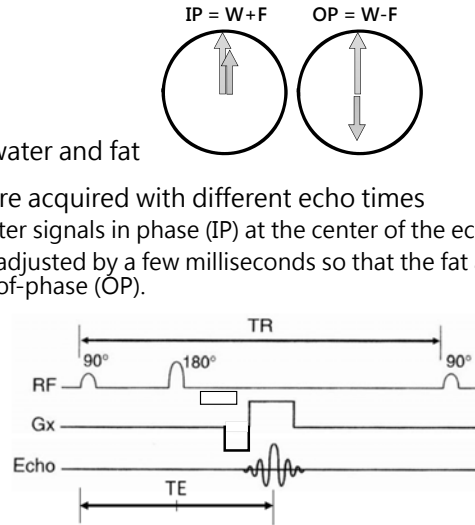 IP = W+F OP = W-F
water and fat
re acquired with different echo times
ter signals in phase (IP) at the center of the ec
adjusted by a few milliseconds so that the fat
of-phase (OP).
TR
90° 180° 90°
RF
Gx
Echo
TE